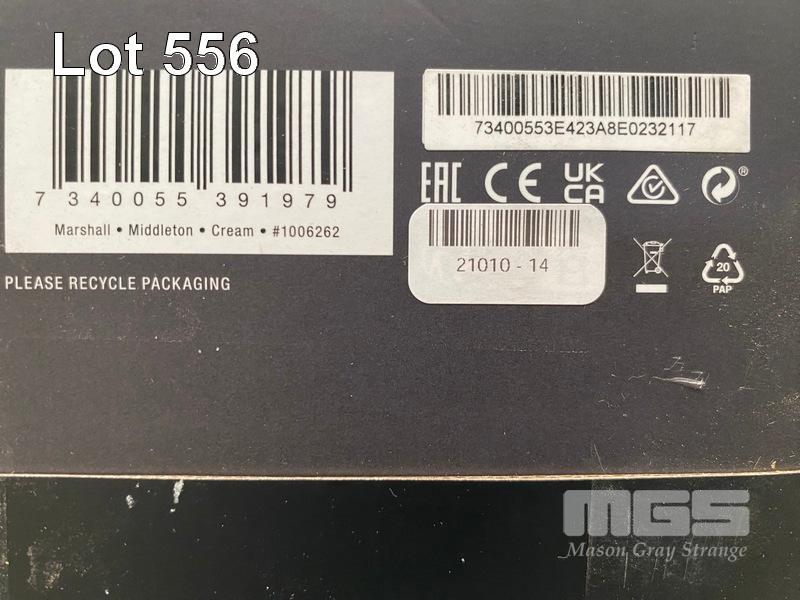 Lot 556
7 340055 391979
Marshall • Middleton • Cream • #1006262
PLEASE RECYCLE PACKAGING
73400553E423A8E0232117
EAC CE UK
CA
®
21010 - 14
20
PAP
MGS
Mason Gray Strange